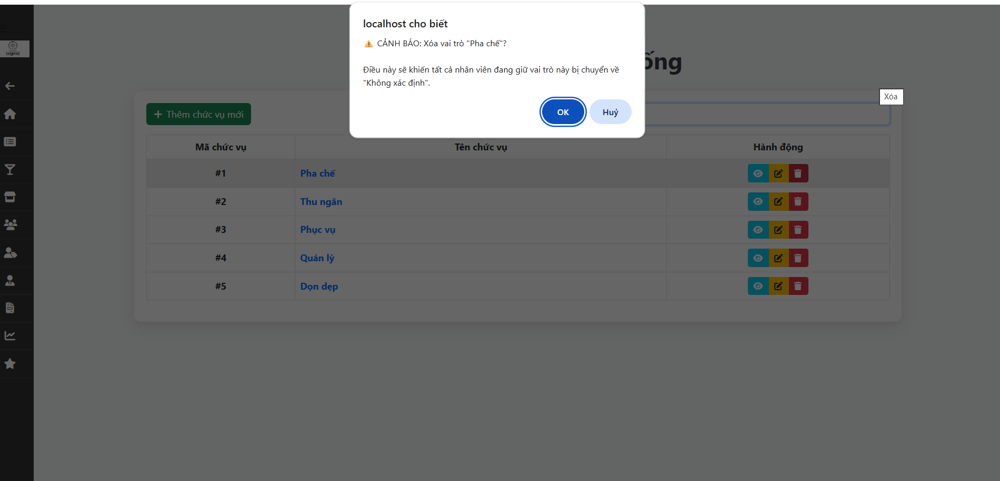 localhost cho biết
⚠ CẢNH BÁO: Xóa vai trò "Pha chế"?
Điều này sẽ khiến tất cả nhân viên đang giữ vai trò này bị chuyển về
"Không xác định".
OK
Huỷ
Legend
Xóa
+ Thêm chức vụ mới
Mã chức vụ
Tên chức vụ
Hành động
#1
Pha chế
#2
Thu ngân
#3
Phục vụ
#4
Quản lý
#5
Dọn dẹp